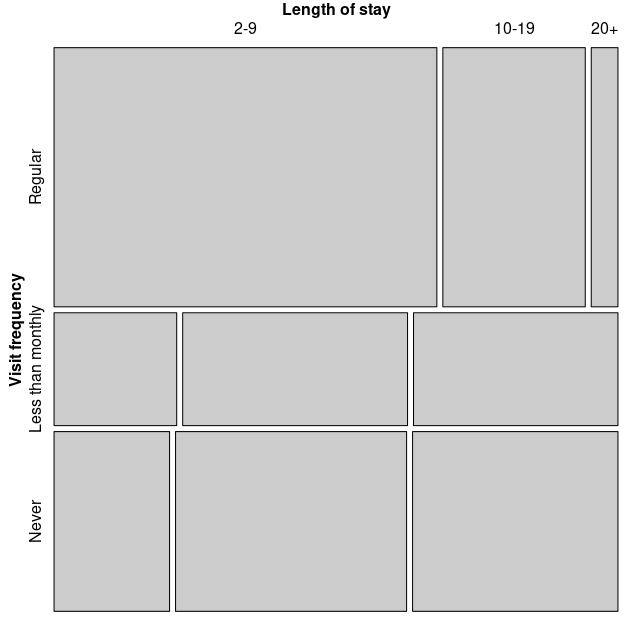 Length of stay
2-9
10-19
20+
Visit frequency
Regular
Less than monthly
Never